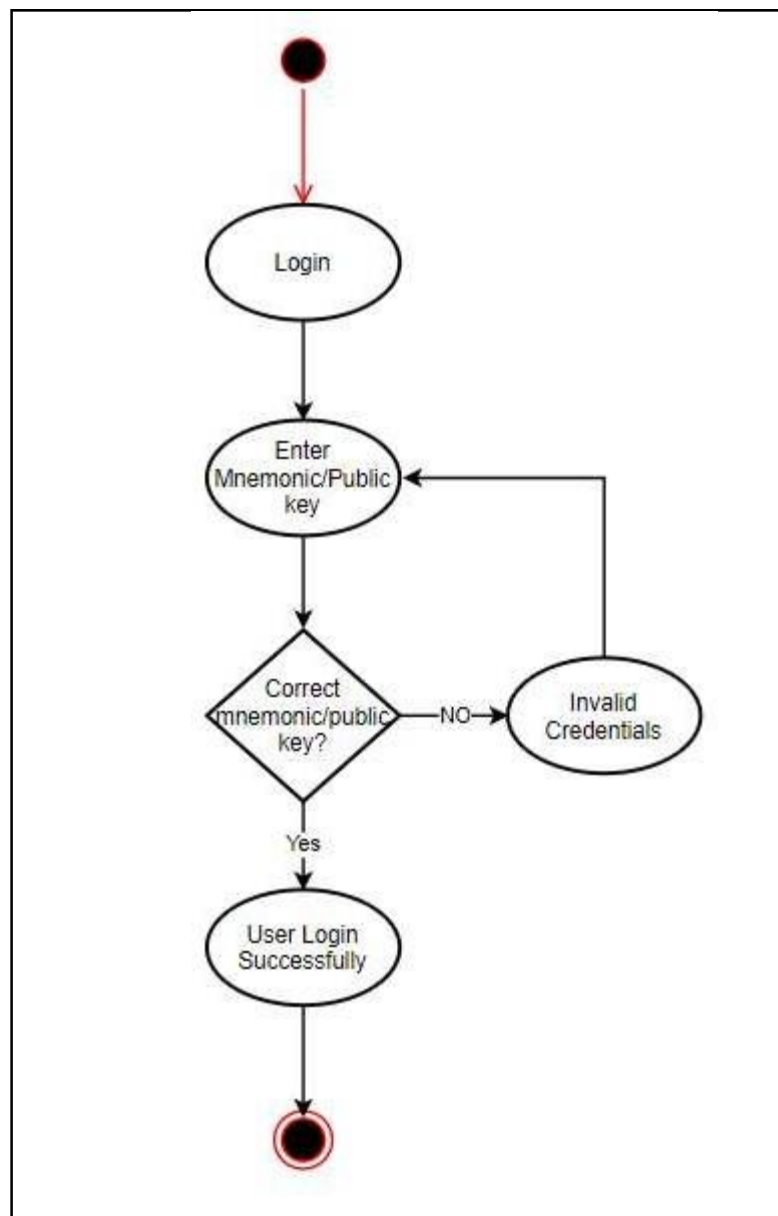 Login
Enter
Mnemonic/Public
key
Correct
mnemonic/public
key?
NO
Invalid
Credentials
Yes
User Login
Successfully